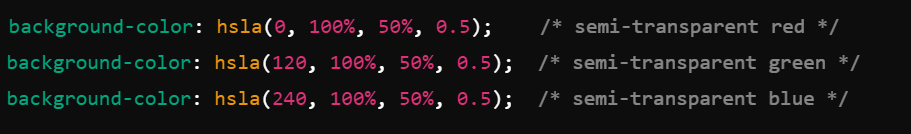 background-color: hsla(0, 100%, 50%, 0.5);    /* semi-transparent red */
background-color: hsla(120, 100%, 50%, 0.5);  /* semi-transparent green */
background-color: hsla(240, 100%, 50%, 0.5);  /* semi-transparent blue */